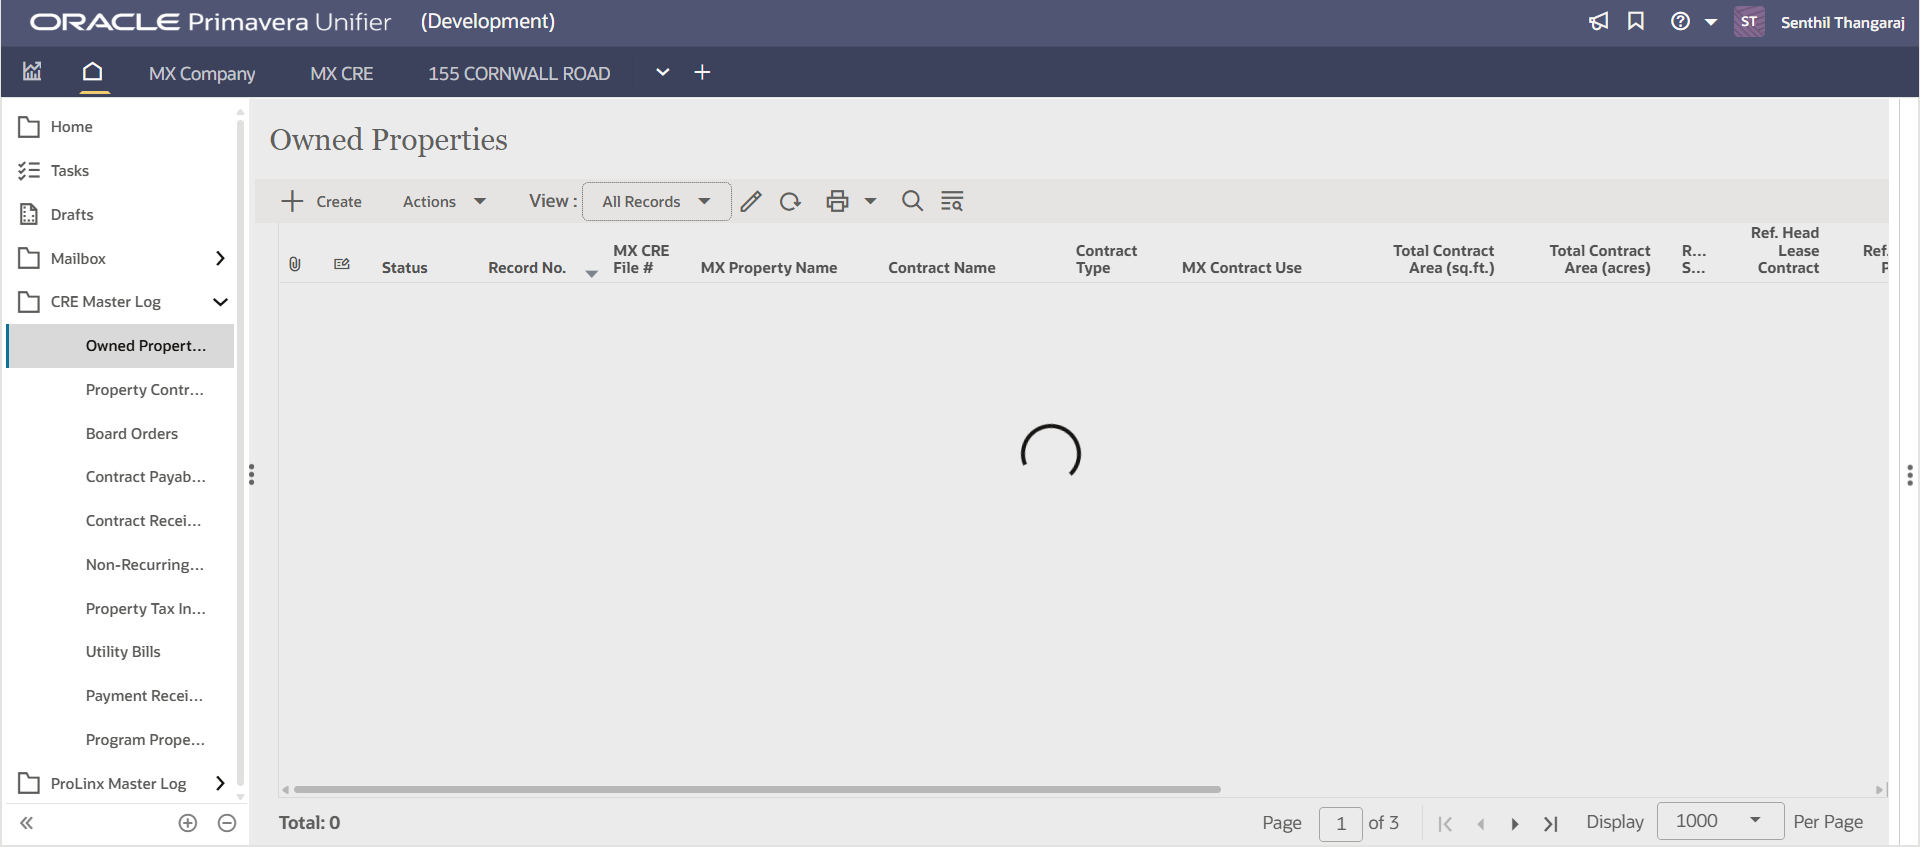 ORACLE Primavera Unifier (Development)
ST Senthil Thangaraj
MX Company MX CRE 155 CORNWALL ROAD
Home
Tasks
Drafts
Mailbox
CRE Master Log
Owned Propert...
Property Contr...
Board Orders
Contract Payab...
Contract Recei...
Non-Recurring...
Property Tax In...
Utility Bills
Payment Recei...
Program Prope...
ProLinx Master Log
Owned Properties
Create Actions View : All Records
Status
Record No.
MX CRE
File #
MX Property Name
Contract Name
Contract
Type
MX Contract Use
Total Contract
Area (sq.ft.)
Total Contract
Area (acres)
R...
S...
Ref. Head
Lease
Contract
Ref.
P
Total: 0
Page 1 of 3 Display 1000 Per Page